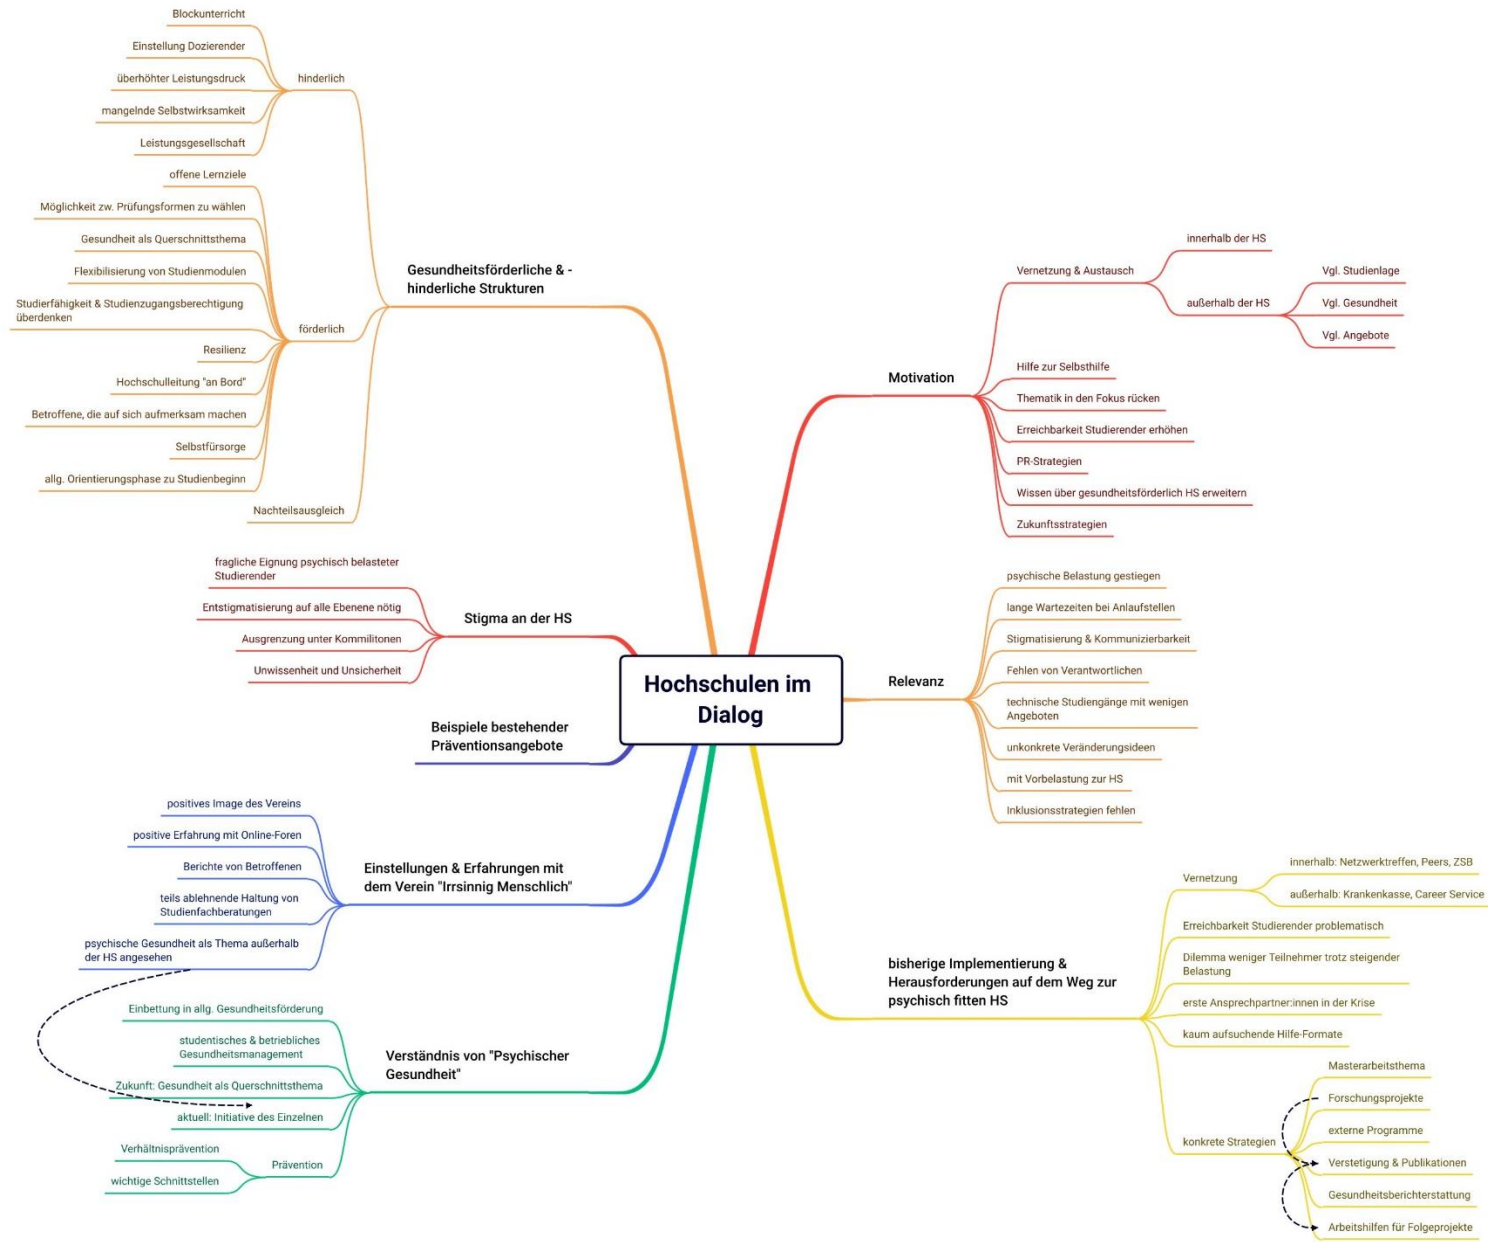 Hochschulen im
Dialog
Gesundheitsförderliche & -
hinderliche Strukturen
hinderlich
Blockunterricht
Einstellung Dozierender
überhöhter Leistungsdruck
mangelnde Selbstwirksamkeit
Leistungsgesellschaft
förderlich
offene Lernziele
Möglichkeit zw. Prüfungsformen zu wählen
Gesundheit als Querschnittsthema
Flexibilisierung von Studienmodulen
Studierfähigkeit & Studienzugangsberechtigung
überdenken
Resilienz
Hochschulleitung "an Bord"
Betroffene, die auf sich aufmerksam machen
Selbstfürsorge
allg. Orientierungsphase zu Studienbeginn
Nachteilsausgleich
Stigma an der HS
fragliche Eignung psychisch belasteter
Studierender
Entstigmatisierung auf alle Ebenene nötig
Ausgrenzung unter Kommilitonen
Unwissenheit und Unsicherheit
Beispiele bestehender
Präventionsangebote
Einstellungen & Erfahrungen mit
dem Verein "Irrsinnig Menschlich"
positives Image des Vereins
positive Erfahrung mit Online-Foren
Berichte von Betroffenen
teils ablehnende Haltung von
Studienfachberatungen
psychische Gesundheit als Thema außerhalb
der HS angesehen
Verständnis von "Psychischer
Gesundheit"
Einbettung in allg. Gesundheitsförderung
studentisches & betriebliches
Gesundheitsmanagement
Zukunft: Gesundheit als Querschnittsthema
aktuell: Initiative des Einzelnen
Prävention
Verhältnisprävention
wichtige Schnittstellen
Motivation
Vernetzung & Austausch
innerhalb der HS
außerhalb der HS
Vgl. Studienlage
Vgl. Gesundheit
Vgl. Angebote
Hilfe zur Selbsthilfe
Thematik in den Fokus rücken
Erreichbarkeit Studierender erhöhen
PR-Strategien
Wissen über gesundheitsförderlich HS erweitern
Zukunftsstrategien
Relevanz
psychische Belastung gestiegen
lange Wartezeiten bei Anlaufstellen
Stigmatisierung & Kommunizierbarkeit
Fehlen von Verantwortlichen
technische Studiengänge mit wenigen
Angeboten
unkonkrete Veränderungsideen
mit Vorbelastung zur HS
Inklusionsstrategien fehlen
bisherige Implementierung &
Herausforderungen auf dem Weg zur
psychisch fitten HS
Vernetzung
innerhalb: Netzwerktreffen, Peers, ZSB
außerhalb: Krankenkasse, Career Service
Erreichbarkeit Studierender problematisch
Dilemma weniger Teilnehmer trotz steigender
Belastung
erste Ansprechpartner:innen in der Krise
kaum aufsuchende Hilfe-Formate
konkrete Strategien
Masterarbeitsthema
Forschungsprojekte
externe Programme
Verstetigung & Publikationen
Gesundheitsberichterstattung
Arbeitshilfen für Folgeprojekte